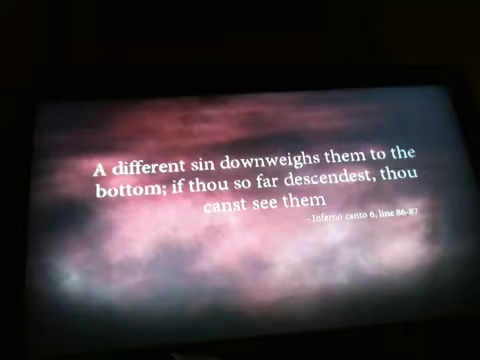 A different sin downweighs them to the
bottom; if thou so far descendest, thou
canst see them
- Inferno canto 6, line 86-87